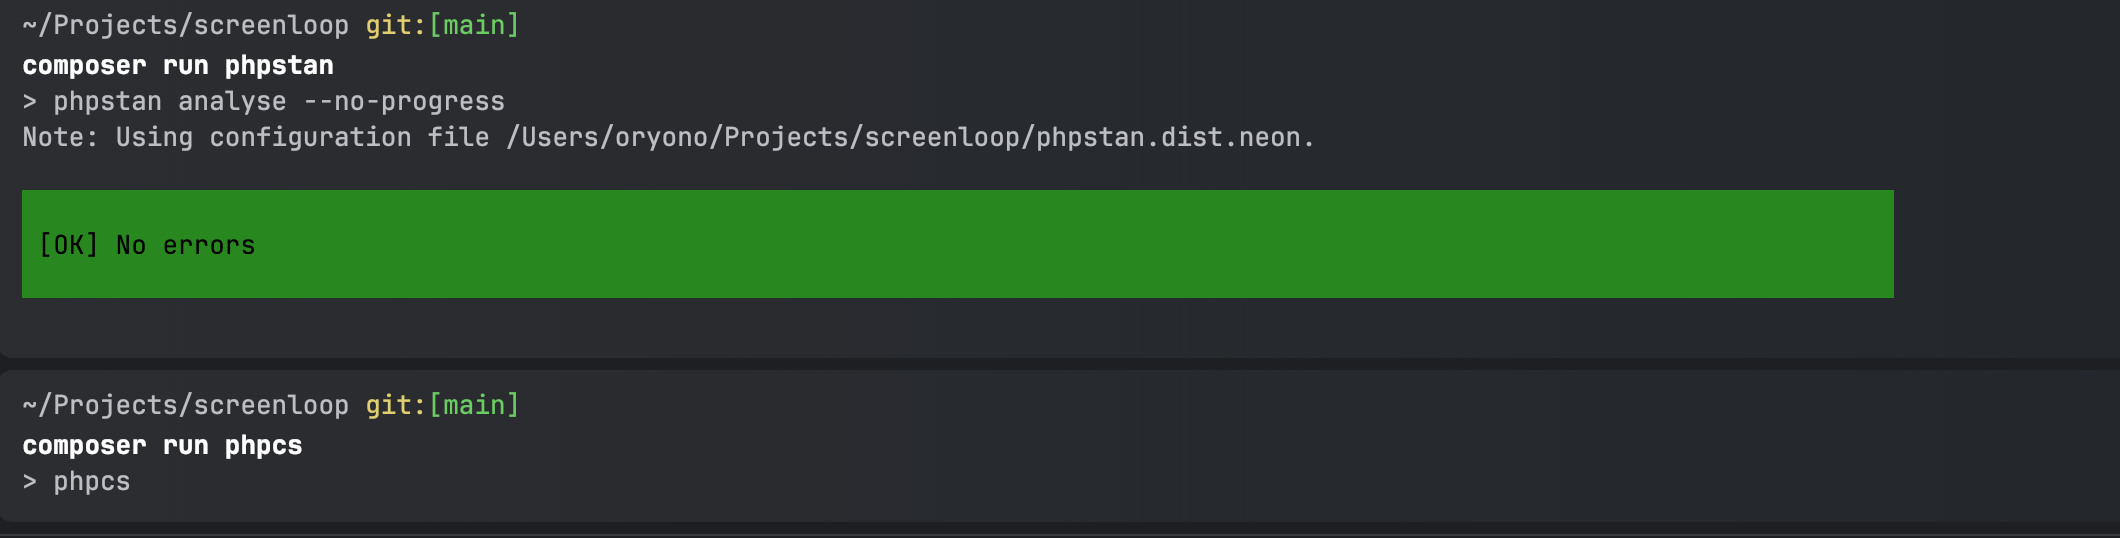 ~/Projects/screenloop git:[main]
composer run phpstan
> phpstan analyse --no-progress
Note: Using configuration file /Users/oryono/Projects/screenloop/phpstan.dist.neon.
[OK] No errors
~/Projects/screenloop git:[main]
composer run phpcs
> phpcs